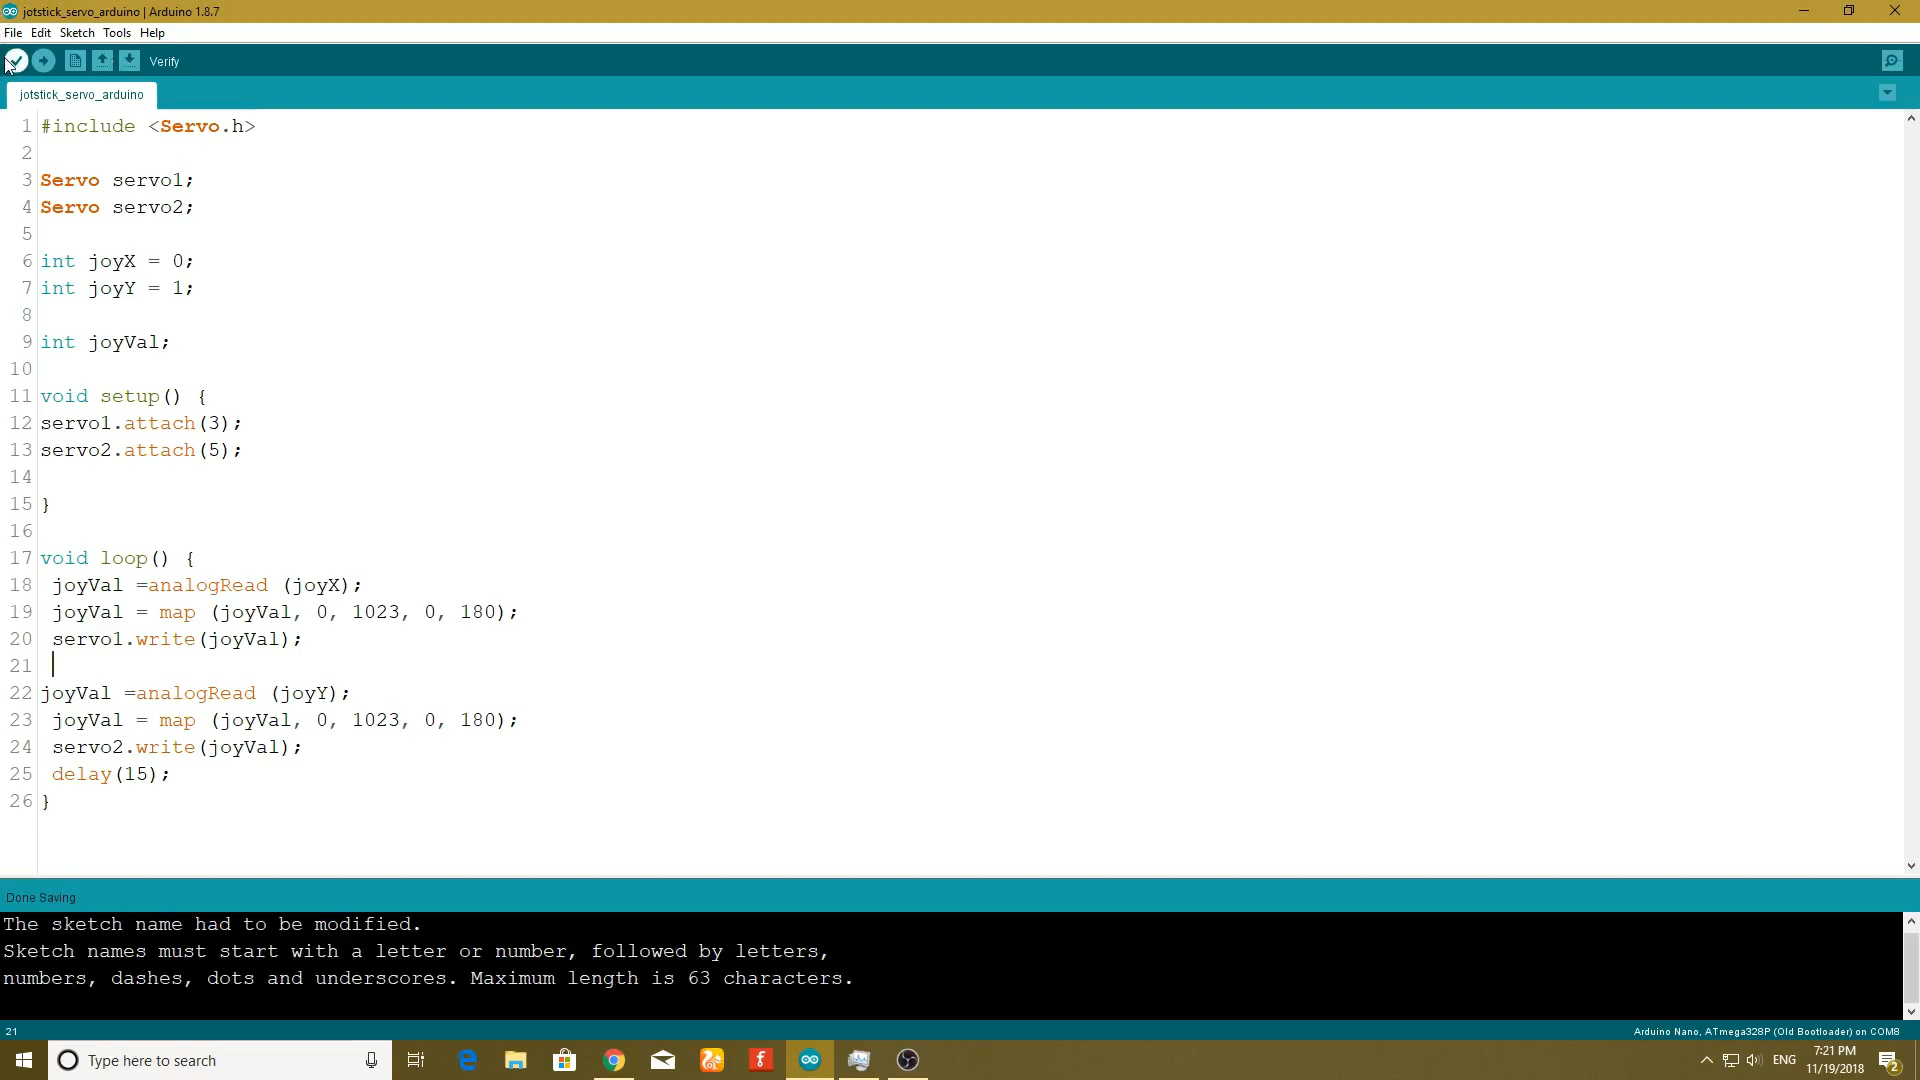 jotstick_servo_arduino | Arduino 1.8.7
File Edit Sketch Tools Help
Verify
jotstick_servo_arduino
1 #include <Servo.h>
2
3 Servo servo1;
4 Servo servo2;
5
6 int joyX = 0;
7 int joyY = 1;
8
9 int joyVal;
10
11 void setup() {
12 servo1.attach(3);
13 servo2.attach(5);
14
15 }
16
17 void loop() {
18 joyVal =analogRead (joyX);
19 joyVal = map (joyVal, 0, 1023, 0, 180);
20 servo1.write(joyVal);
21
22 joyVal =analogRead (joyY);
23 joyVal = map (joyVal, 0, 1023, 0, 180);
24 servo2.write(joyVal);
25 delay(15);
26 }
Done Saving.
The sketch name had to be modified.
Sketch names must start with a letter or number, followed by letters,
numbers, dashes, dots and underscores. Maximum length is 63 characters.
21 Arduino Nano, ATmega328P (Old Bootloader) on COM8
Type here to search
ENG
7:21 PM
11/19/2018
2